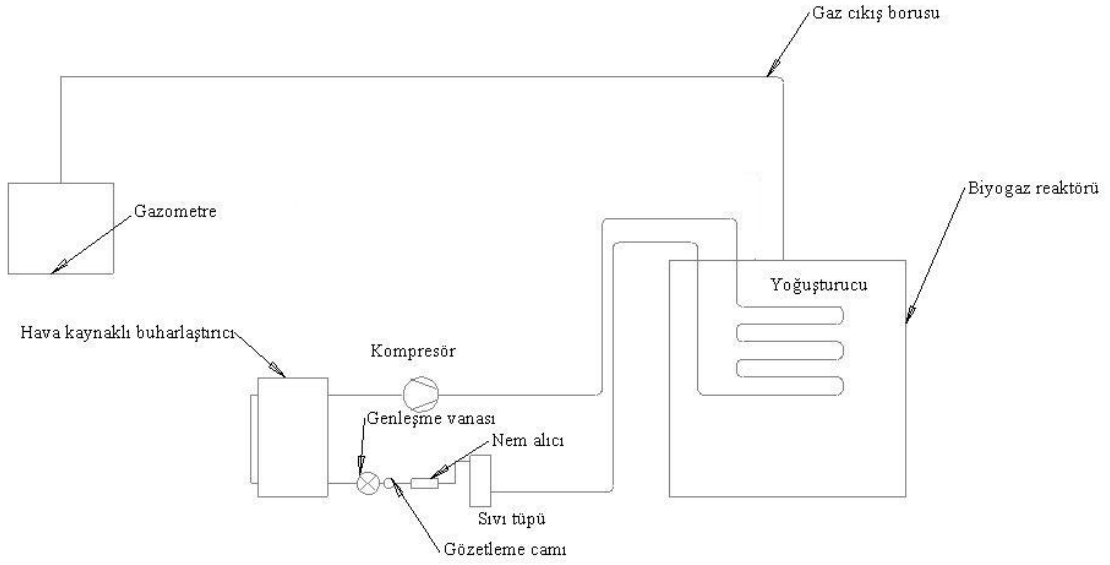 Gaz cıkış borusu
Biyogaz reaktörü
Gazometre
Yoğuşturucu
Hava kaynaklı buharlaştırıcı
Kompresör
Genleşme vanası
Nem alıcı
Sıvı tüpü
Gözetleme camı